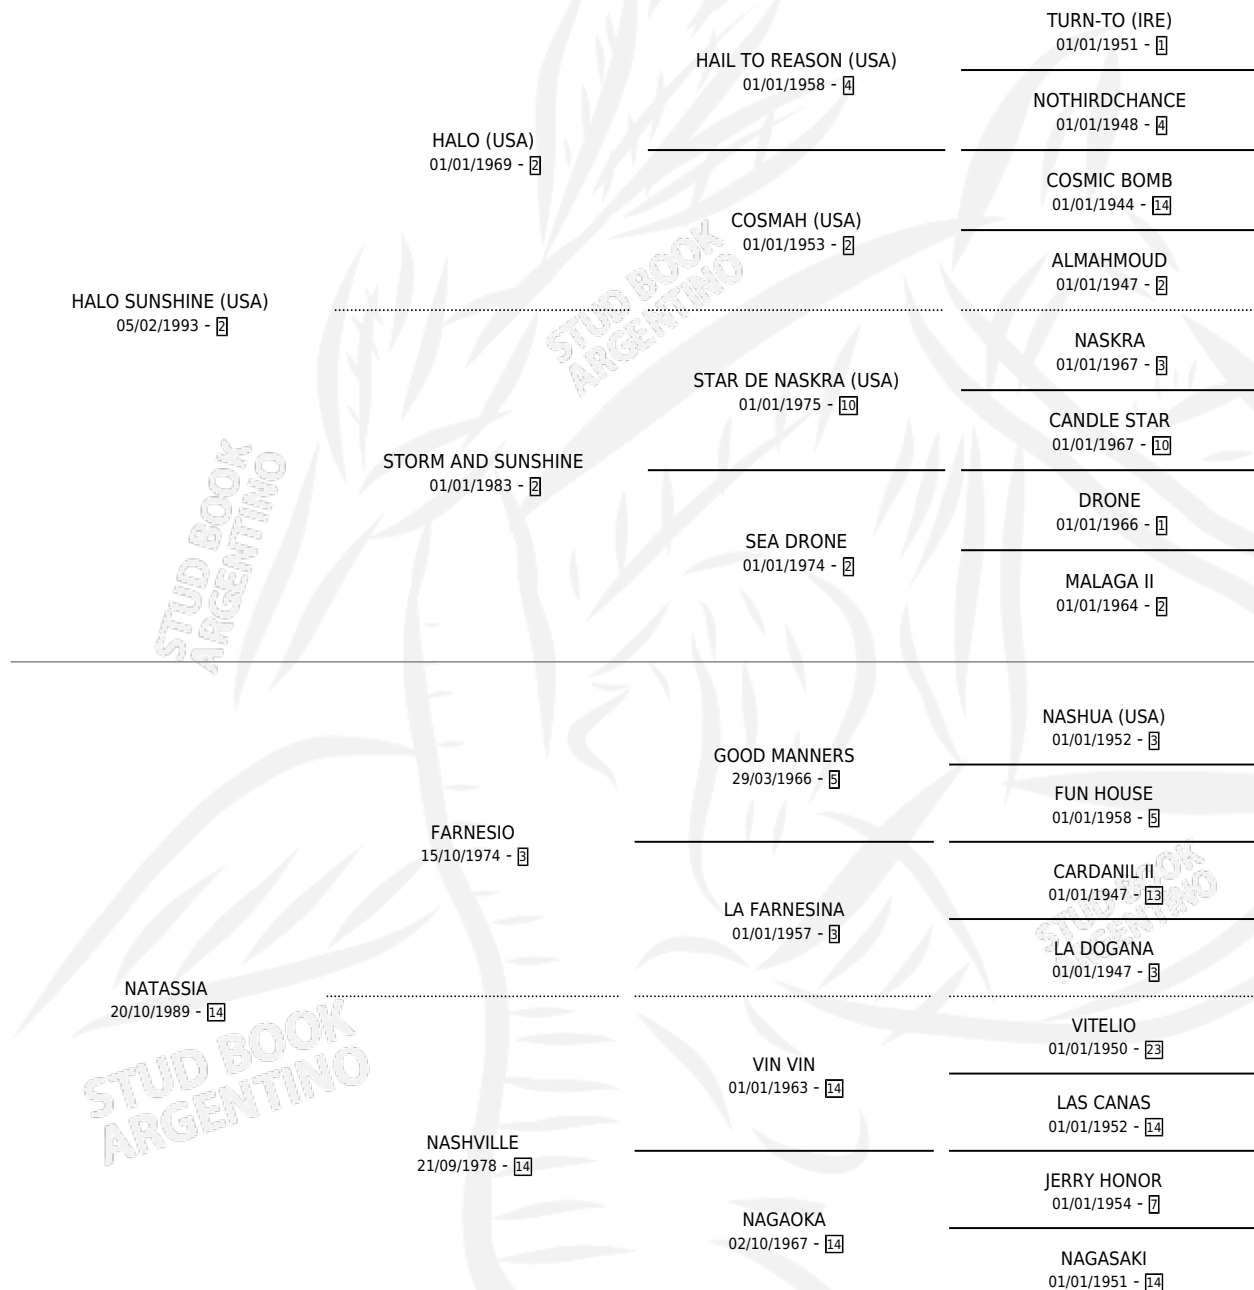 TURN-TO (IRE)
01/01/1951 - 1
HAIL TO REASON (USA)
01/01/1958 - 4
NOTHIRDCHANCE
01/01/1948 - 4
HALO (USA)
01/01/1969 - 2
COSMIC BOMB
01/01/1944 - 14
COSMAH (USA)
01/01/1953 - 2
ALMAHMOUD
01/01/1947 - 2
HALO SUNSHINE (USA)
05/02/1993 - 2
NASKRA
01/01/1967 - 3
STAR DE NASKRA (USA)
01/01/1975 - 10
CANDLE STAR
01/01/1967 - 10
STORM AND SUNSHINE
01/01/1983 - 2
DRONE
01/01/1966 - 1
SEA DRONE
01/01/1974 - 2
MALAGA II
01/01/1964 - 2
NASHUA (USA)
01/01/1952 - 3
GOOD MANNERS
29/03/1966 - 5
FUN HOUSE
01/01/1958 - 5
FARNESIO
15/10/1974 - 3
CARDANIL II
01/01/1947 - 13
LA FARNESINA
01/01/1957 - 3
LA DOGANA
01/01/1947 - 3
NATASSIA
20/10/1989 - 14
VITELIO
01/01/1950 - 23
VIN VIN
01/01/1963 - 14
LAS CANAS
01/01/1952 - 14
NASHVILLE
21/09/1978 - 14
JERRY HONOR
01/01/1954 - 7
NAGAOKA
02/10/1967 - 14
NAGASAKI
01/01/1951 - 14
STUD BOOK
ARGENTINO
STUD BOOK
ARGENTINO
STUD BOOK
ARGENTINO
STUD BOOK
ARGENTINO